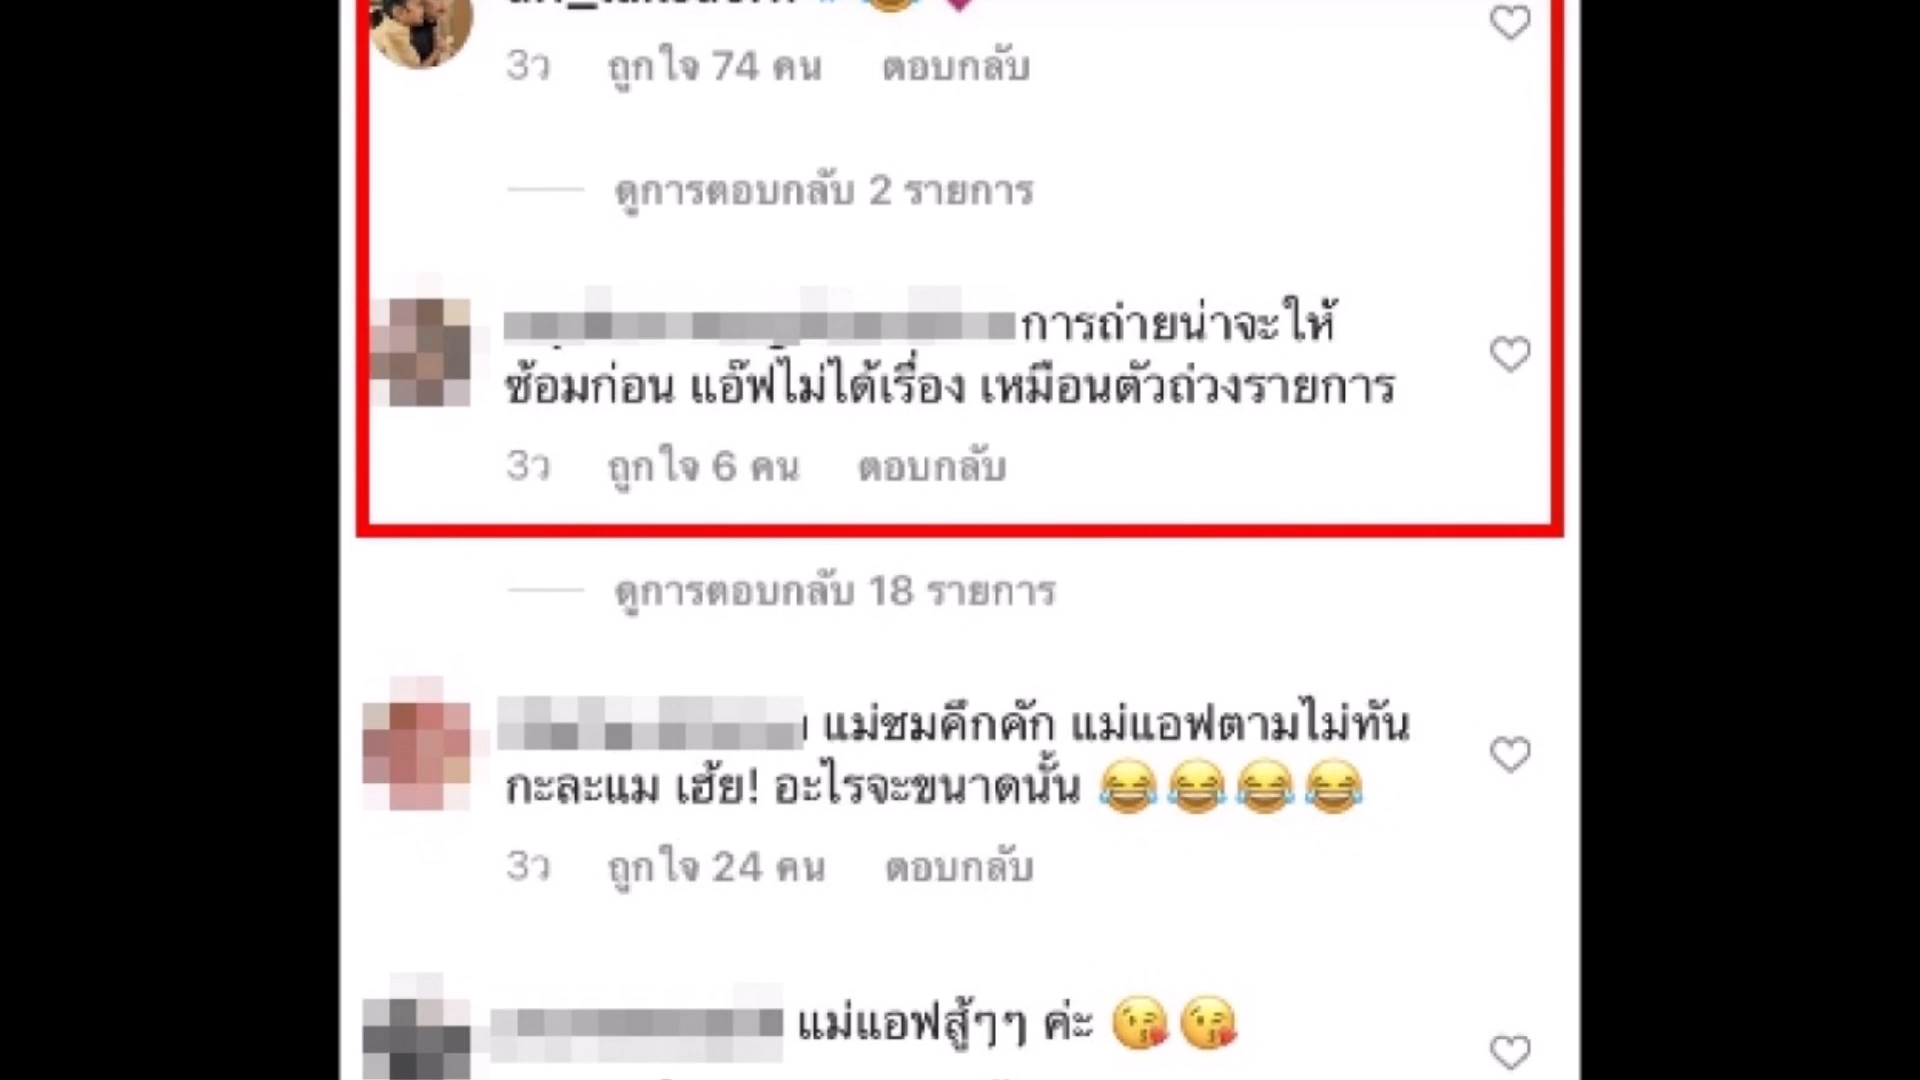 3ว ถูกใจ 74 คน ตอบกลับ
ดูการตอบกลับ 2 รายการ
การถ่ายน่าจะให้
ซ้อมก่อน แอ๊ฟไม่ได้เรื่อง เหมือนตัวถ่วงรายการ
3ว ถูกใจ 6 คน ตอบกลับ
ดูการตอบกลับ 18 รายการ
แม่ชมคึกคัก แม่แอฟตามไม่ทัน
กะละแม เฮ้ย! อะไรจะขนาดนั้น 😂😂😂😂
3ว ถูกใจ 24 คน ตอบกลับ
แม่แอฟสู้ๆๆ ค่ะ 😘😘